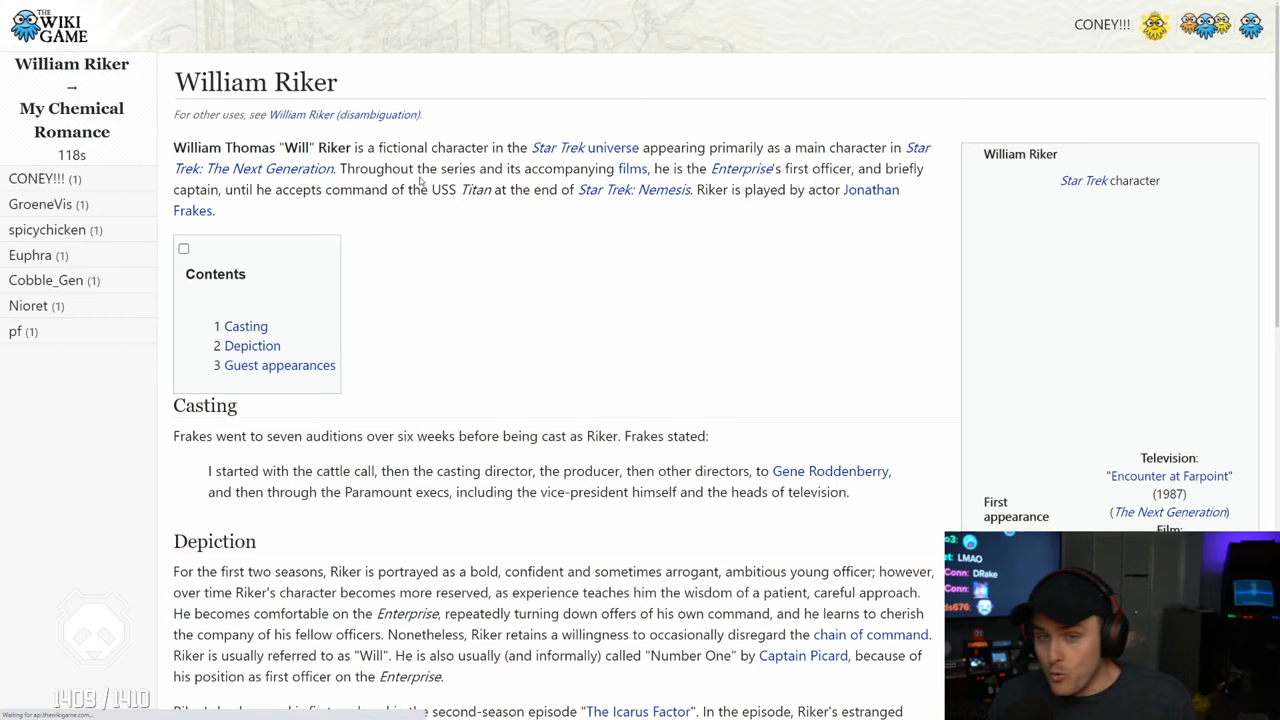 THE
WIKI
GAME
CONEY!!!
William Riker
→
My Chemical
Romance
118s
CONEY!!! (1)
GroeneVis (1)
spicychicken (1)
Euphra (1)
Cobble_Gen (1)
Nioret (1)
pf (1)
William Riker
For other uses, see William Riker (disambiguation).
William Thomas "Will" Riker is a fictional character in the Star Trek universe appearing primarily as a main character in Star
Trek: The Next Generation. Throughout the series and its accompanying films, he is the Enterprise's first officer, and briefly
captain, until he accepts command of the USS Titan at the end of Star Trek: Nemesis. Riker is played by actor Jonathan
Frakes.
Contents
1 Casting
2 Depiction
3 Guest appearances
Casting
Frakes went to seven auditions over six weeks before being cast as Riker. Frakes stated:
I started with the cattle call, then the casting director, the producer, then other directors, to Gene Roddenberry,
and then through the Paramount execs, including the vice-president himself and the heads of television.
Depiction
For the first two seasons, Riker is portrayed as a bold, confident and sometimes arrogant, ambitious young officer; however,
over time Riker's character becomes more reserved, as experience teaches him the wisdom of a patient, careful approach.
He becomes comfortable on the Enterprise, repeatedly turning down offers of his own command, and he learns to cherish
the company of his fellow officers. Nonetheless, Riker retains a willingness to occasionally disregard the chain of command.
Riker is usually referred to as "Will". He is also usually (and informally) called "Number One" by Captain Picard, because of
his position as first officer on the Enterprise.
the second-season episode "The Icarus Factor". In the episode, Riker's estranged
William Riker
Star Trek character
Television:
"Encounter at Farpoint"
(1987)
(The Next Generation)
Film:
First
appearance
LMAO
Conn: DRake
Conn:
1409 / 1410
Waiting for api.thewikigame.com...